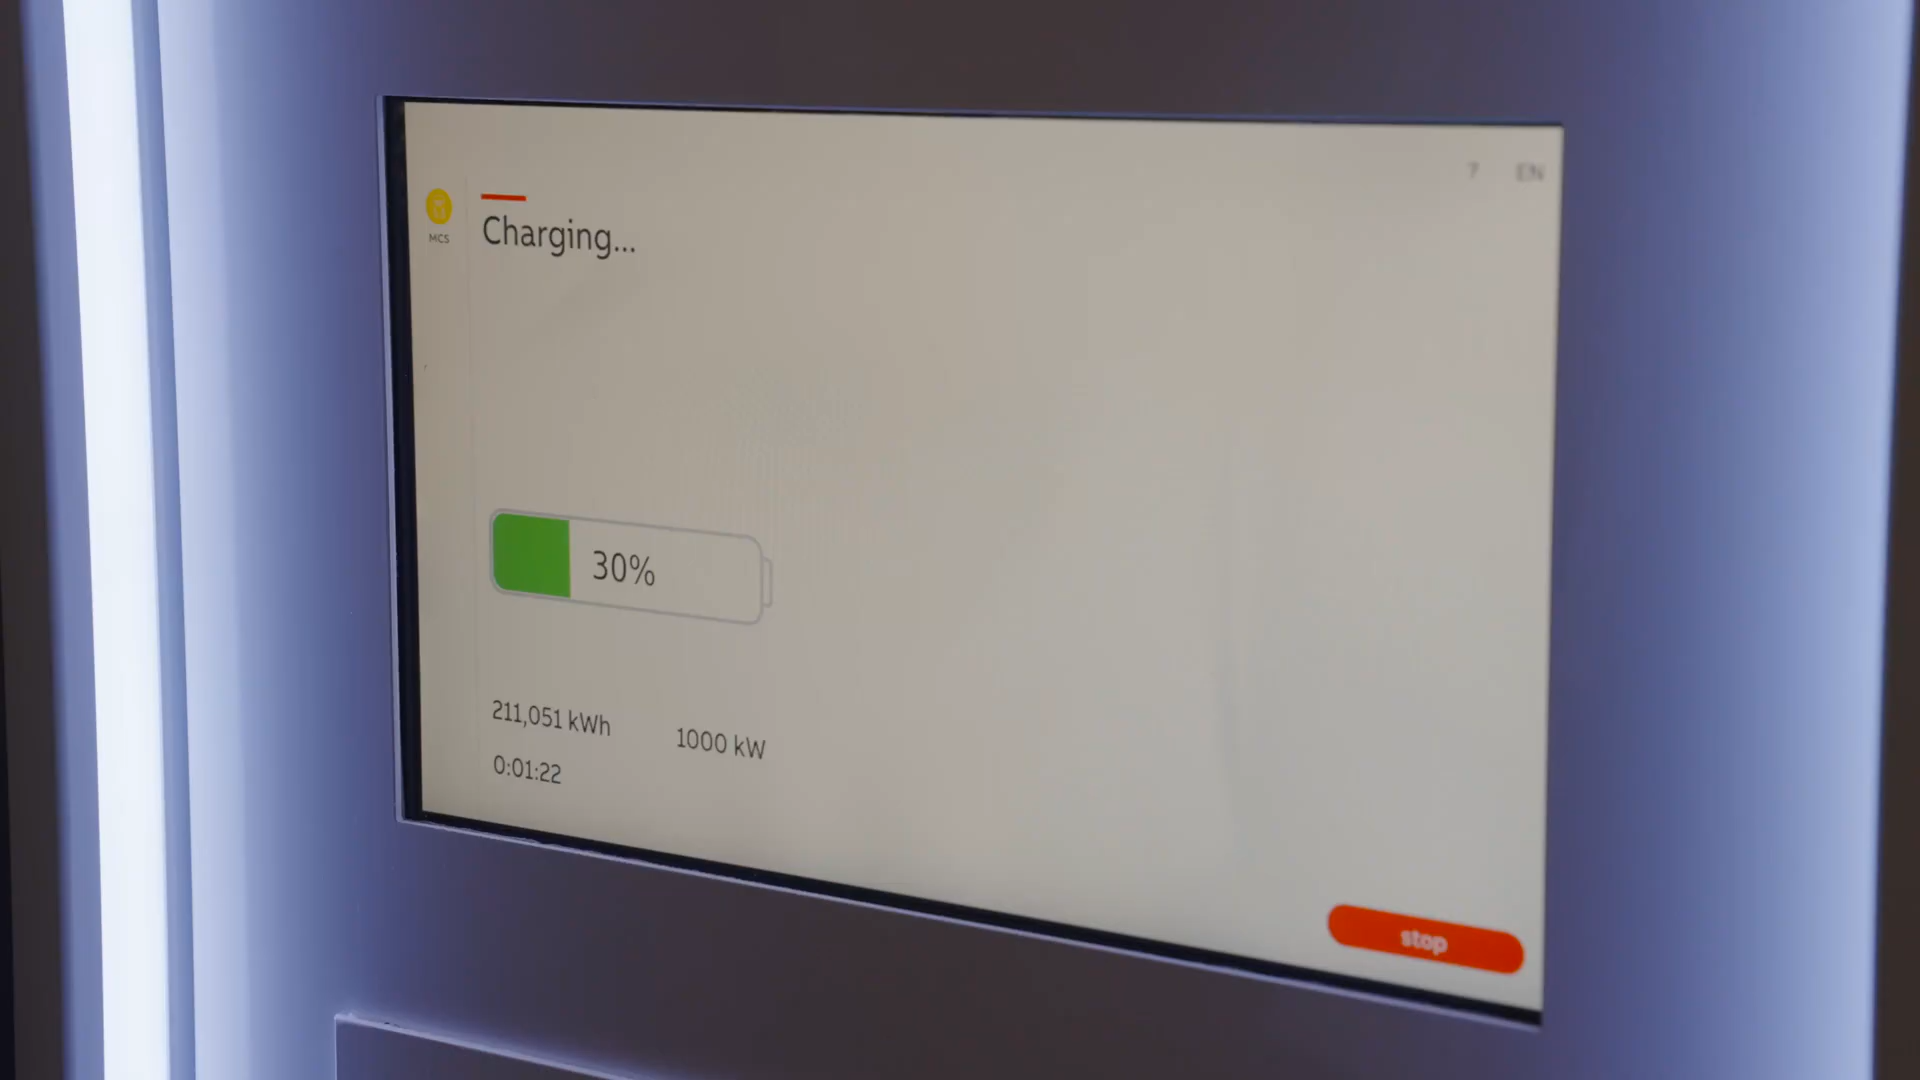 ? EN
MCS
Charging...
30%
211,051 kWh
1000 kW
0:01:22
stop